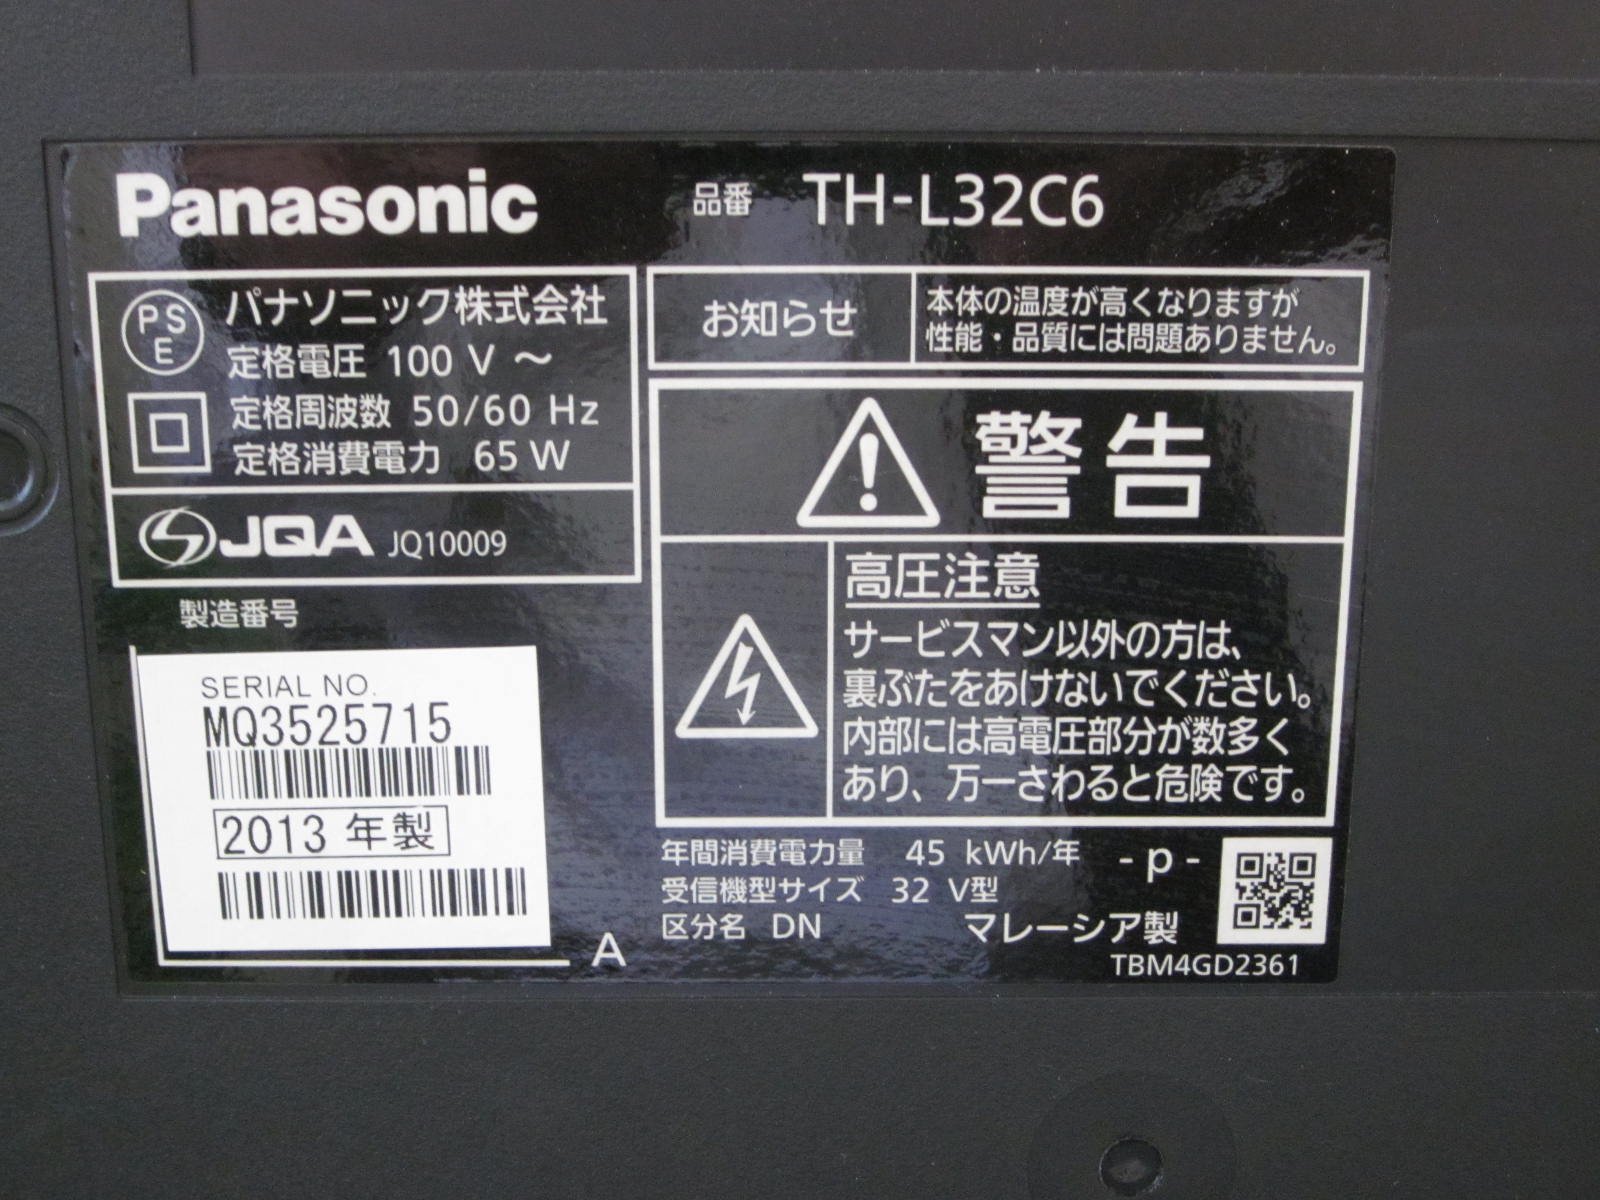 Panasonic
品番 TH-L32C6
PS
E
パナソニック株式会社
定格電圧 100 V ～
定格周波数 50/60 Hz
定格消費電力 65 W
JQA JQ10009
お知らせ
本体の温度が高くなりますが
性能・品質には問題ありません。
警告
高圧注意
サービスマン以外の方は、
裏ぶたをあけないでください。
内部には高電圧部分が数多く
あり、万一さわると危険です。
製造番号
SERIAL NO.
MQ3525715
2013 年製
A
年間消費電力量 45 kWh/年
受信機型サイズ 32 V型
区分名 DN
- p -
マレーシア製
TBM4GD2361